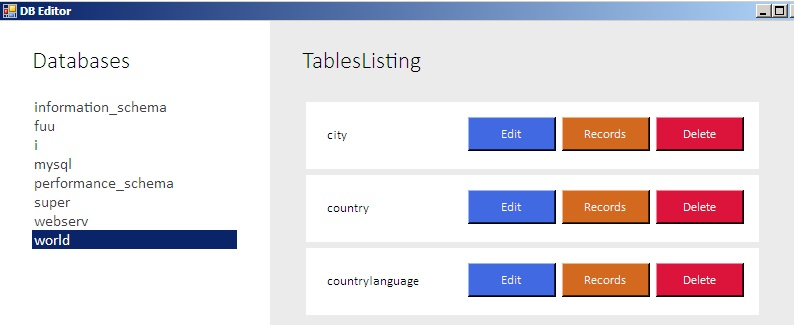 DB Editor
Databases
TablesListing
information_schema
fuu
i
mysql
performance_schema
super
webserv
world
city Edit Records Delete
country Edit Records Delete
countrylanguage Edit Records Delete